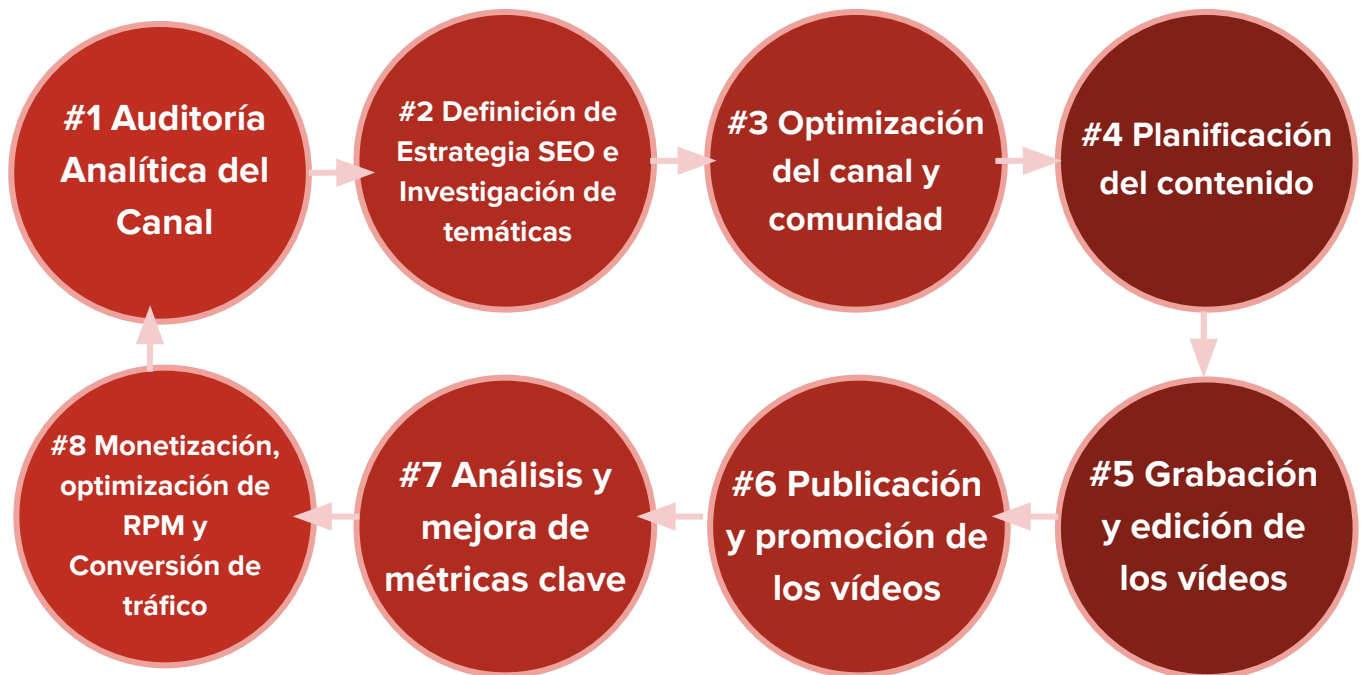 #1 Auditoría
Analítica del
Canal
#2 Definición de
Estrategia SEO e
Investigación de
temáticas
#3 Optimización
del canal y
comunidad
#4 Planificación
del contenido
#5 Grabación
y edición de
los vídeos
#6 Publicación
y promoción de
los vídeos
#7 Análisis y
mejora de
métricas clave
#8 Monetización,
optimización de
RPM y
Conversión de
tráfico